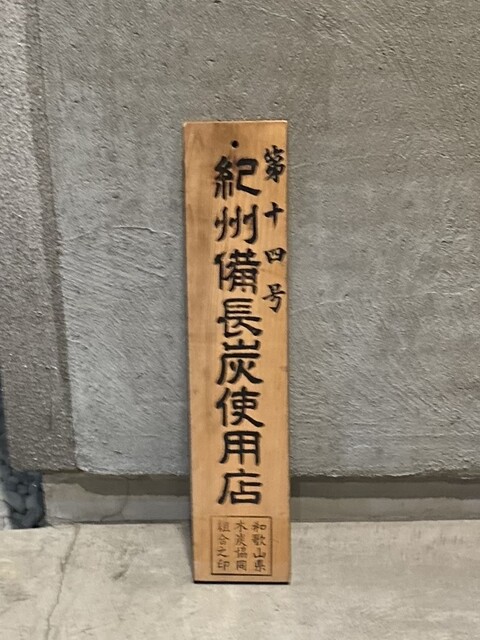 第十四号
紀州備長炭使用店
和歌山県
木炭協同
組合之印